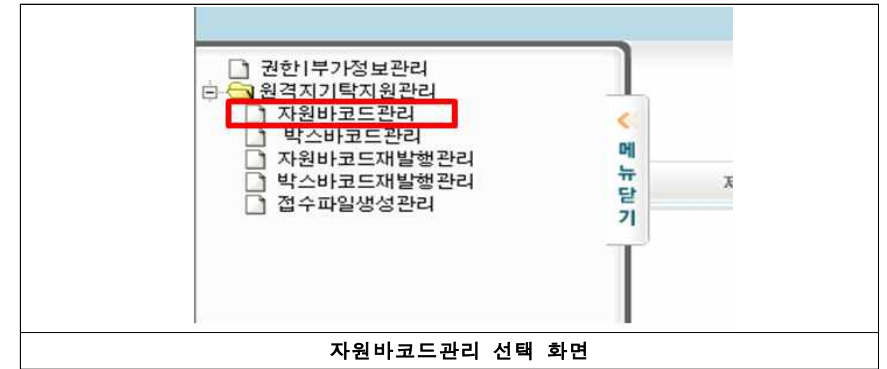 권한|부가정보관리
원격지기탁지원관리
자원바코드관리
박스바코드관리
자원바코드재발행관리
박스바코드재발행관리
접수파일생성관리
메뉴닫기
자원바코드관리 선택 화면